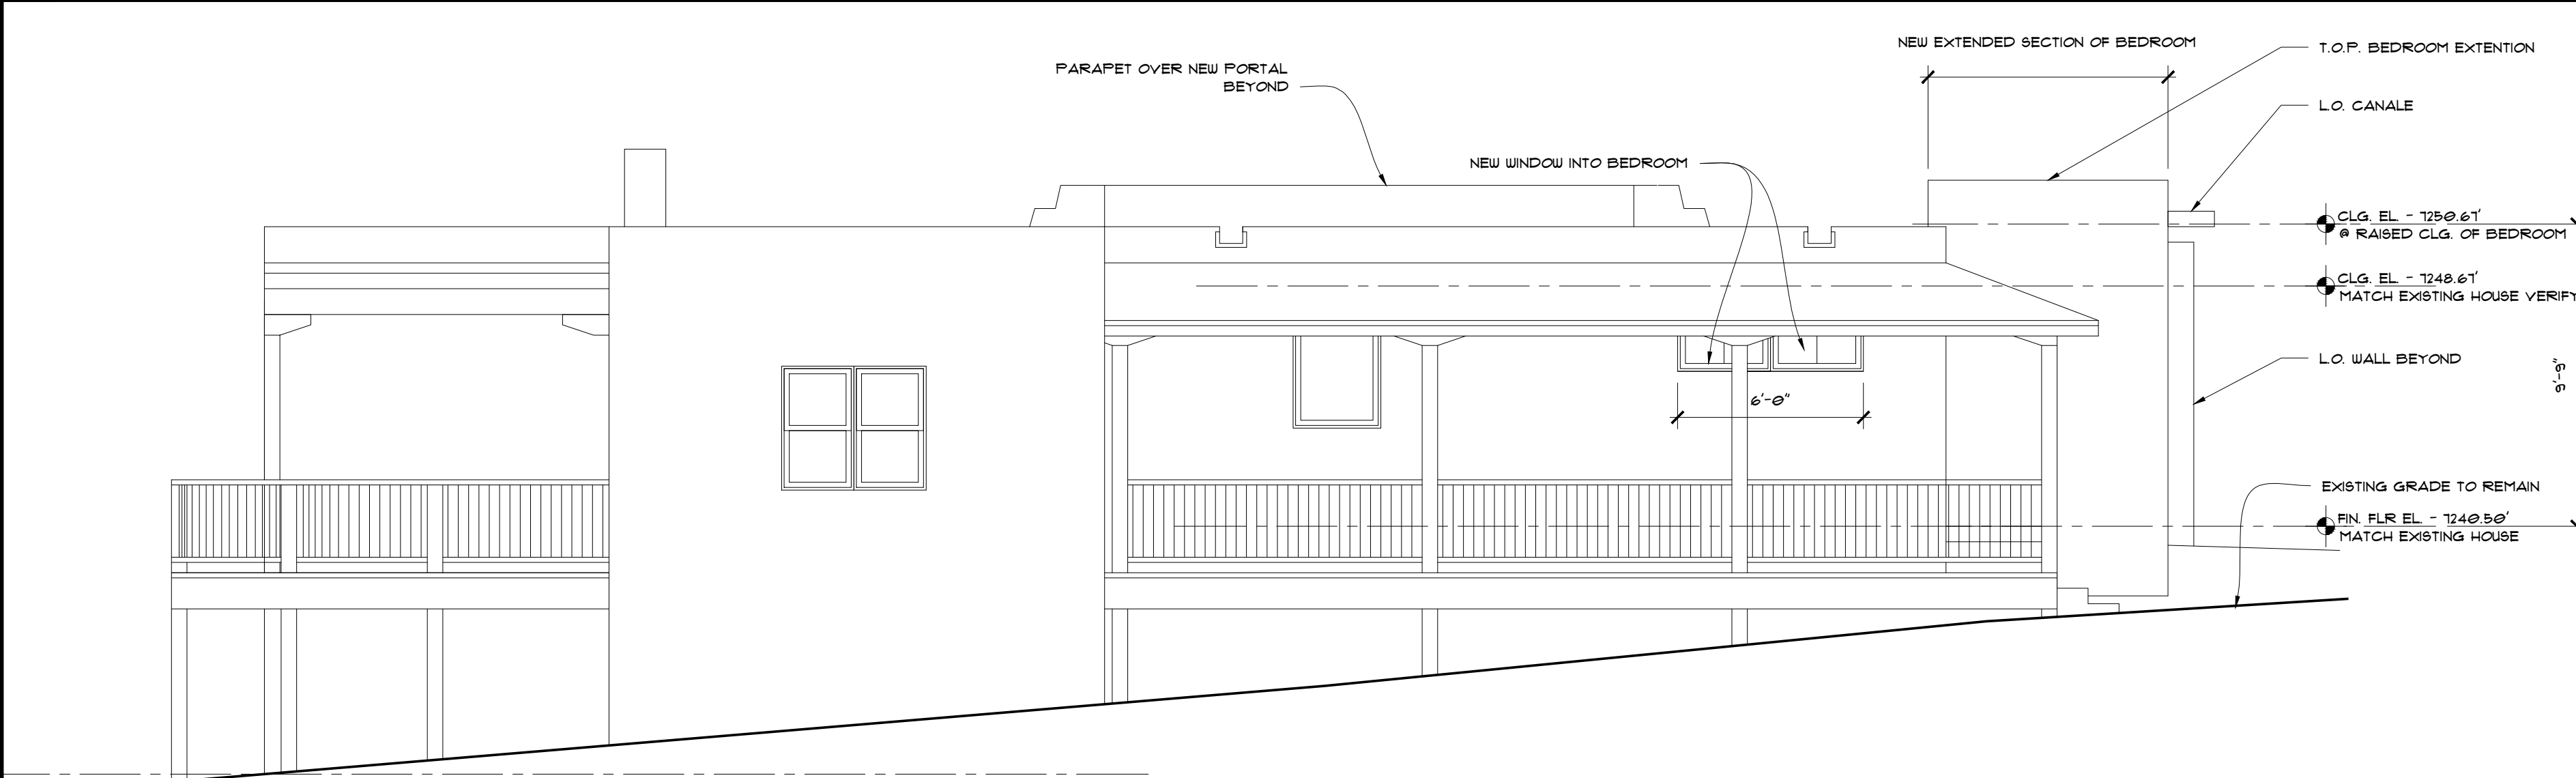 NEW EXTENDED SECTION OF BEDROOM
T.O.P. BEDROOM EXTENTION
PARAPET OVER NEW PORTAL
BEYOND
L.O. CANALE
NEW WINDOW INTO BEDROOM
CLG. EL. - 7250.67'
@ RAISED CLG. OF BEDROOM
CLG. EL. - 7248.67'
MATCH EXISTING HOUSE VERIFY
L.O. WALL BEYOND
9'-9"
6'-0"
EXISTING GRADE TO REMAIN
FIN. FLR EL. - 7240.50'
MATCH EXISTING HOUSE